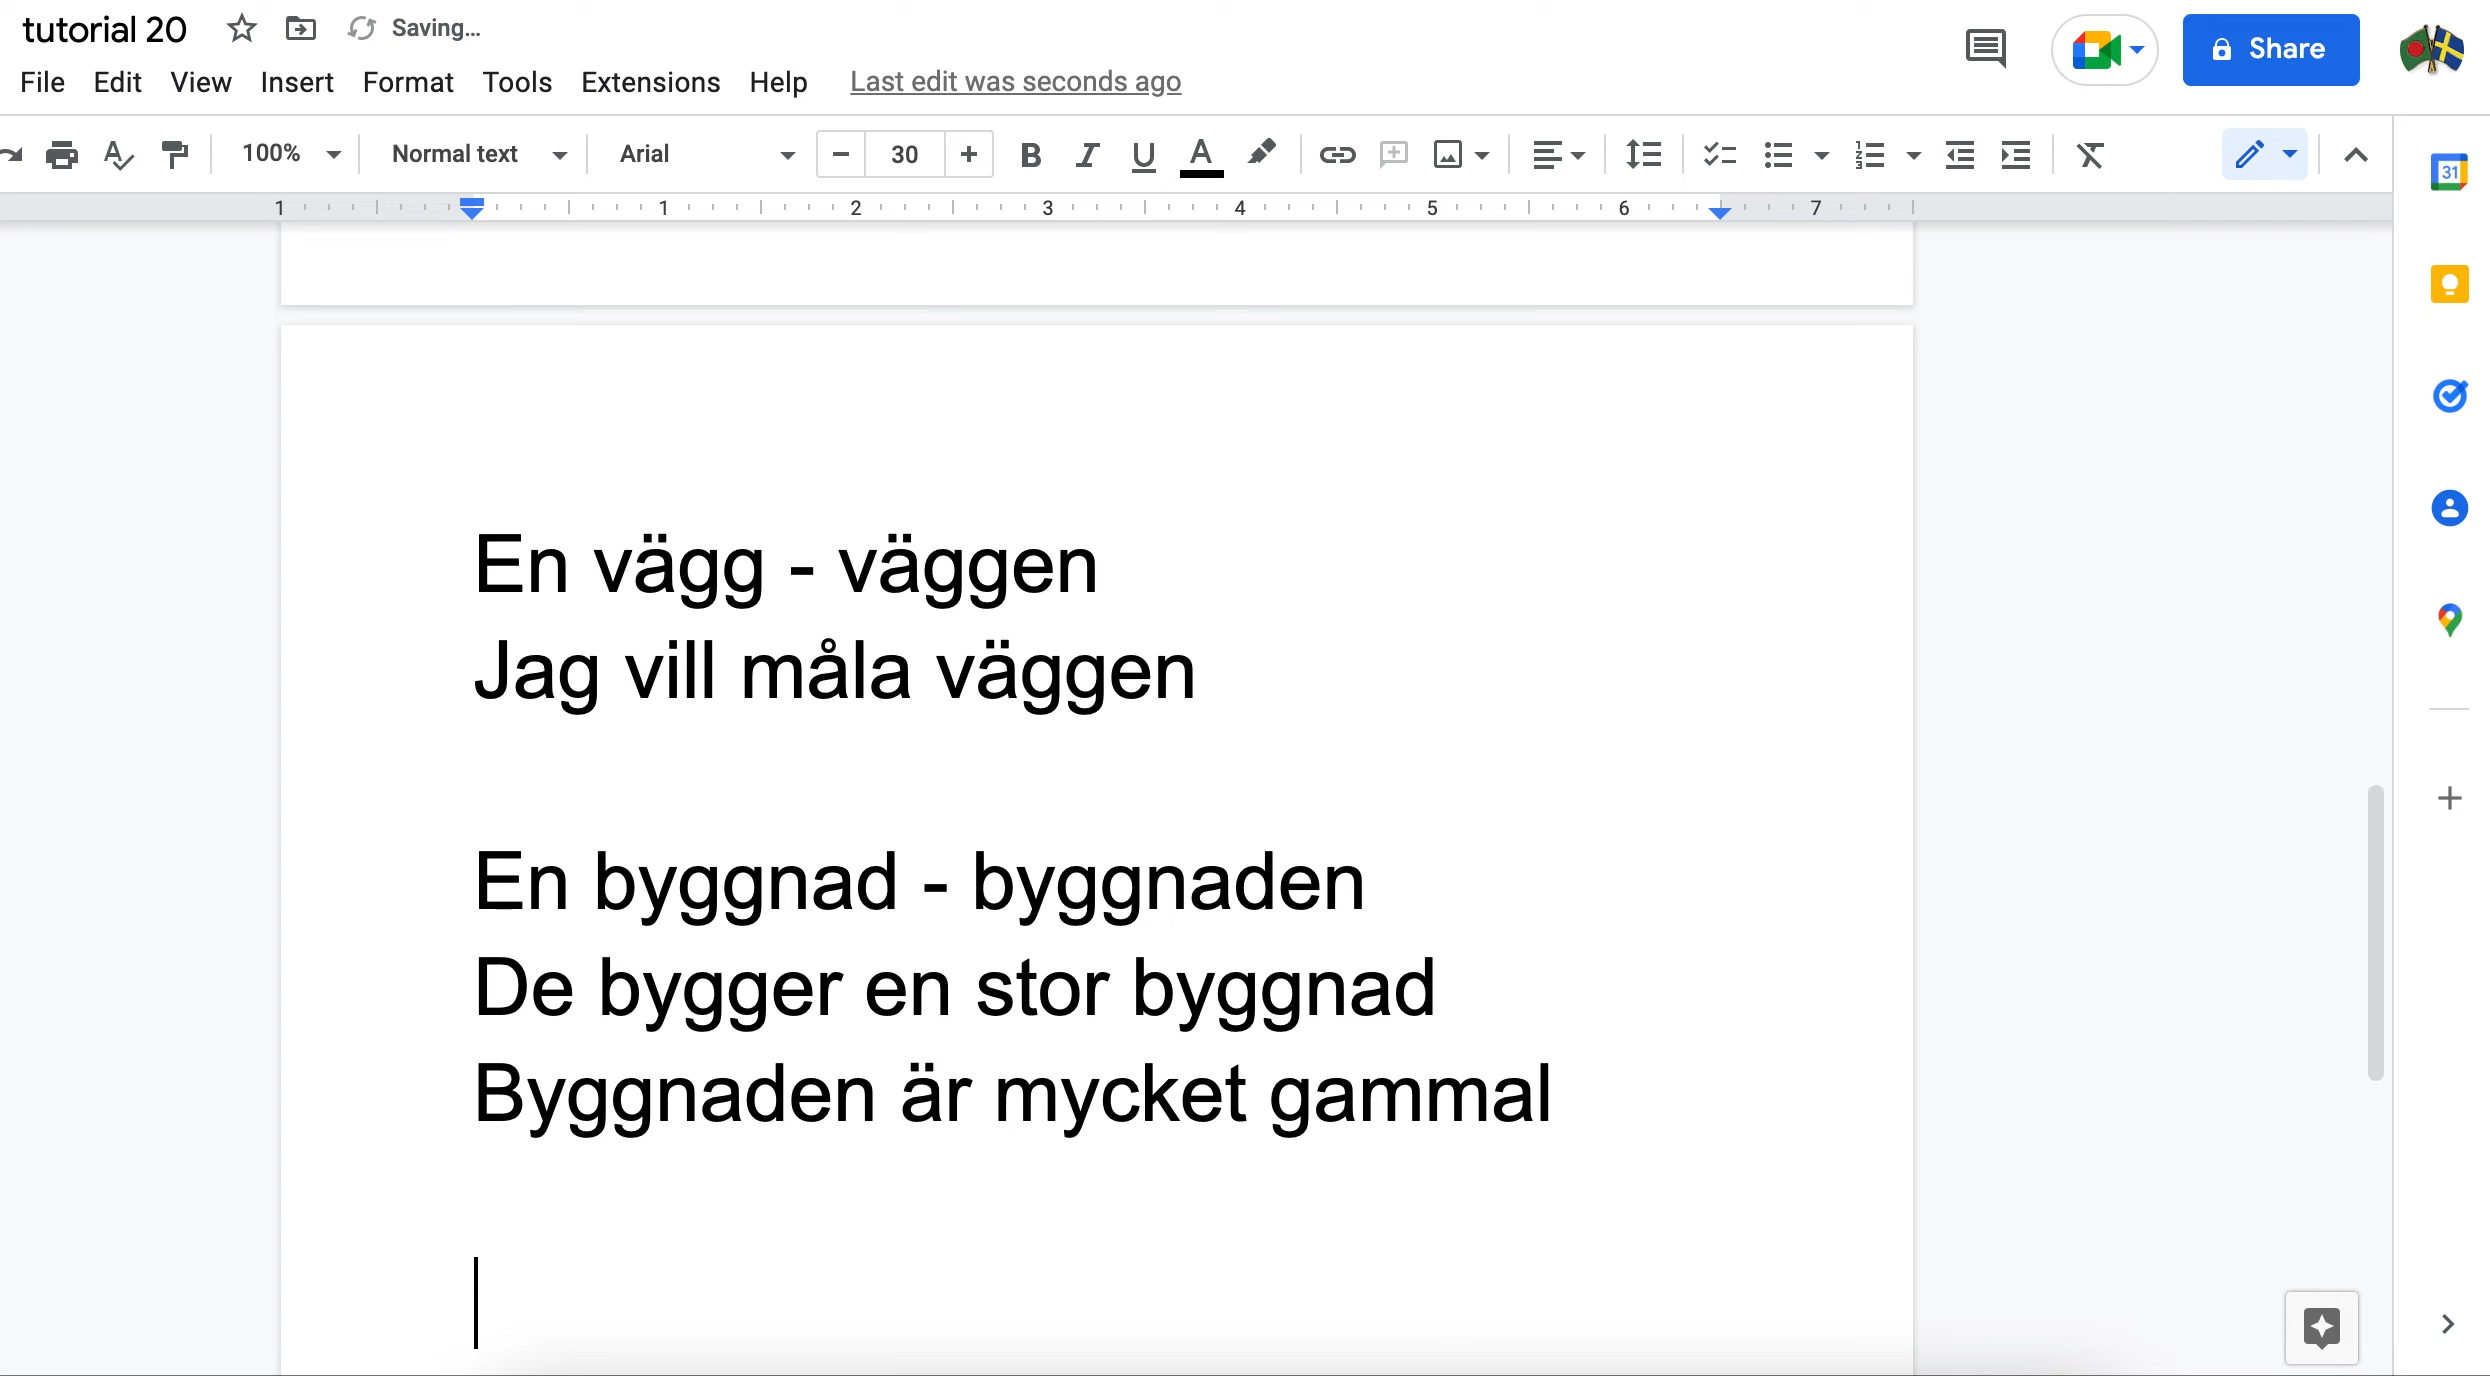 tutorial 20 Saving...
Share
File Edit View Insert Format Tools Extensions Help Last edit was seconds ago
100% Normal text Arial 30
1 1 2 3 4 5 6 7
31
En vägg - väggen
Jag vill måla väggen
En byggnad - byggnaden
De bygger en stor byggnad
Byggnaden är mycket gammal